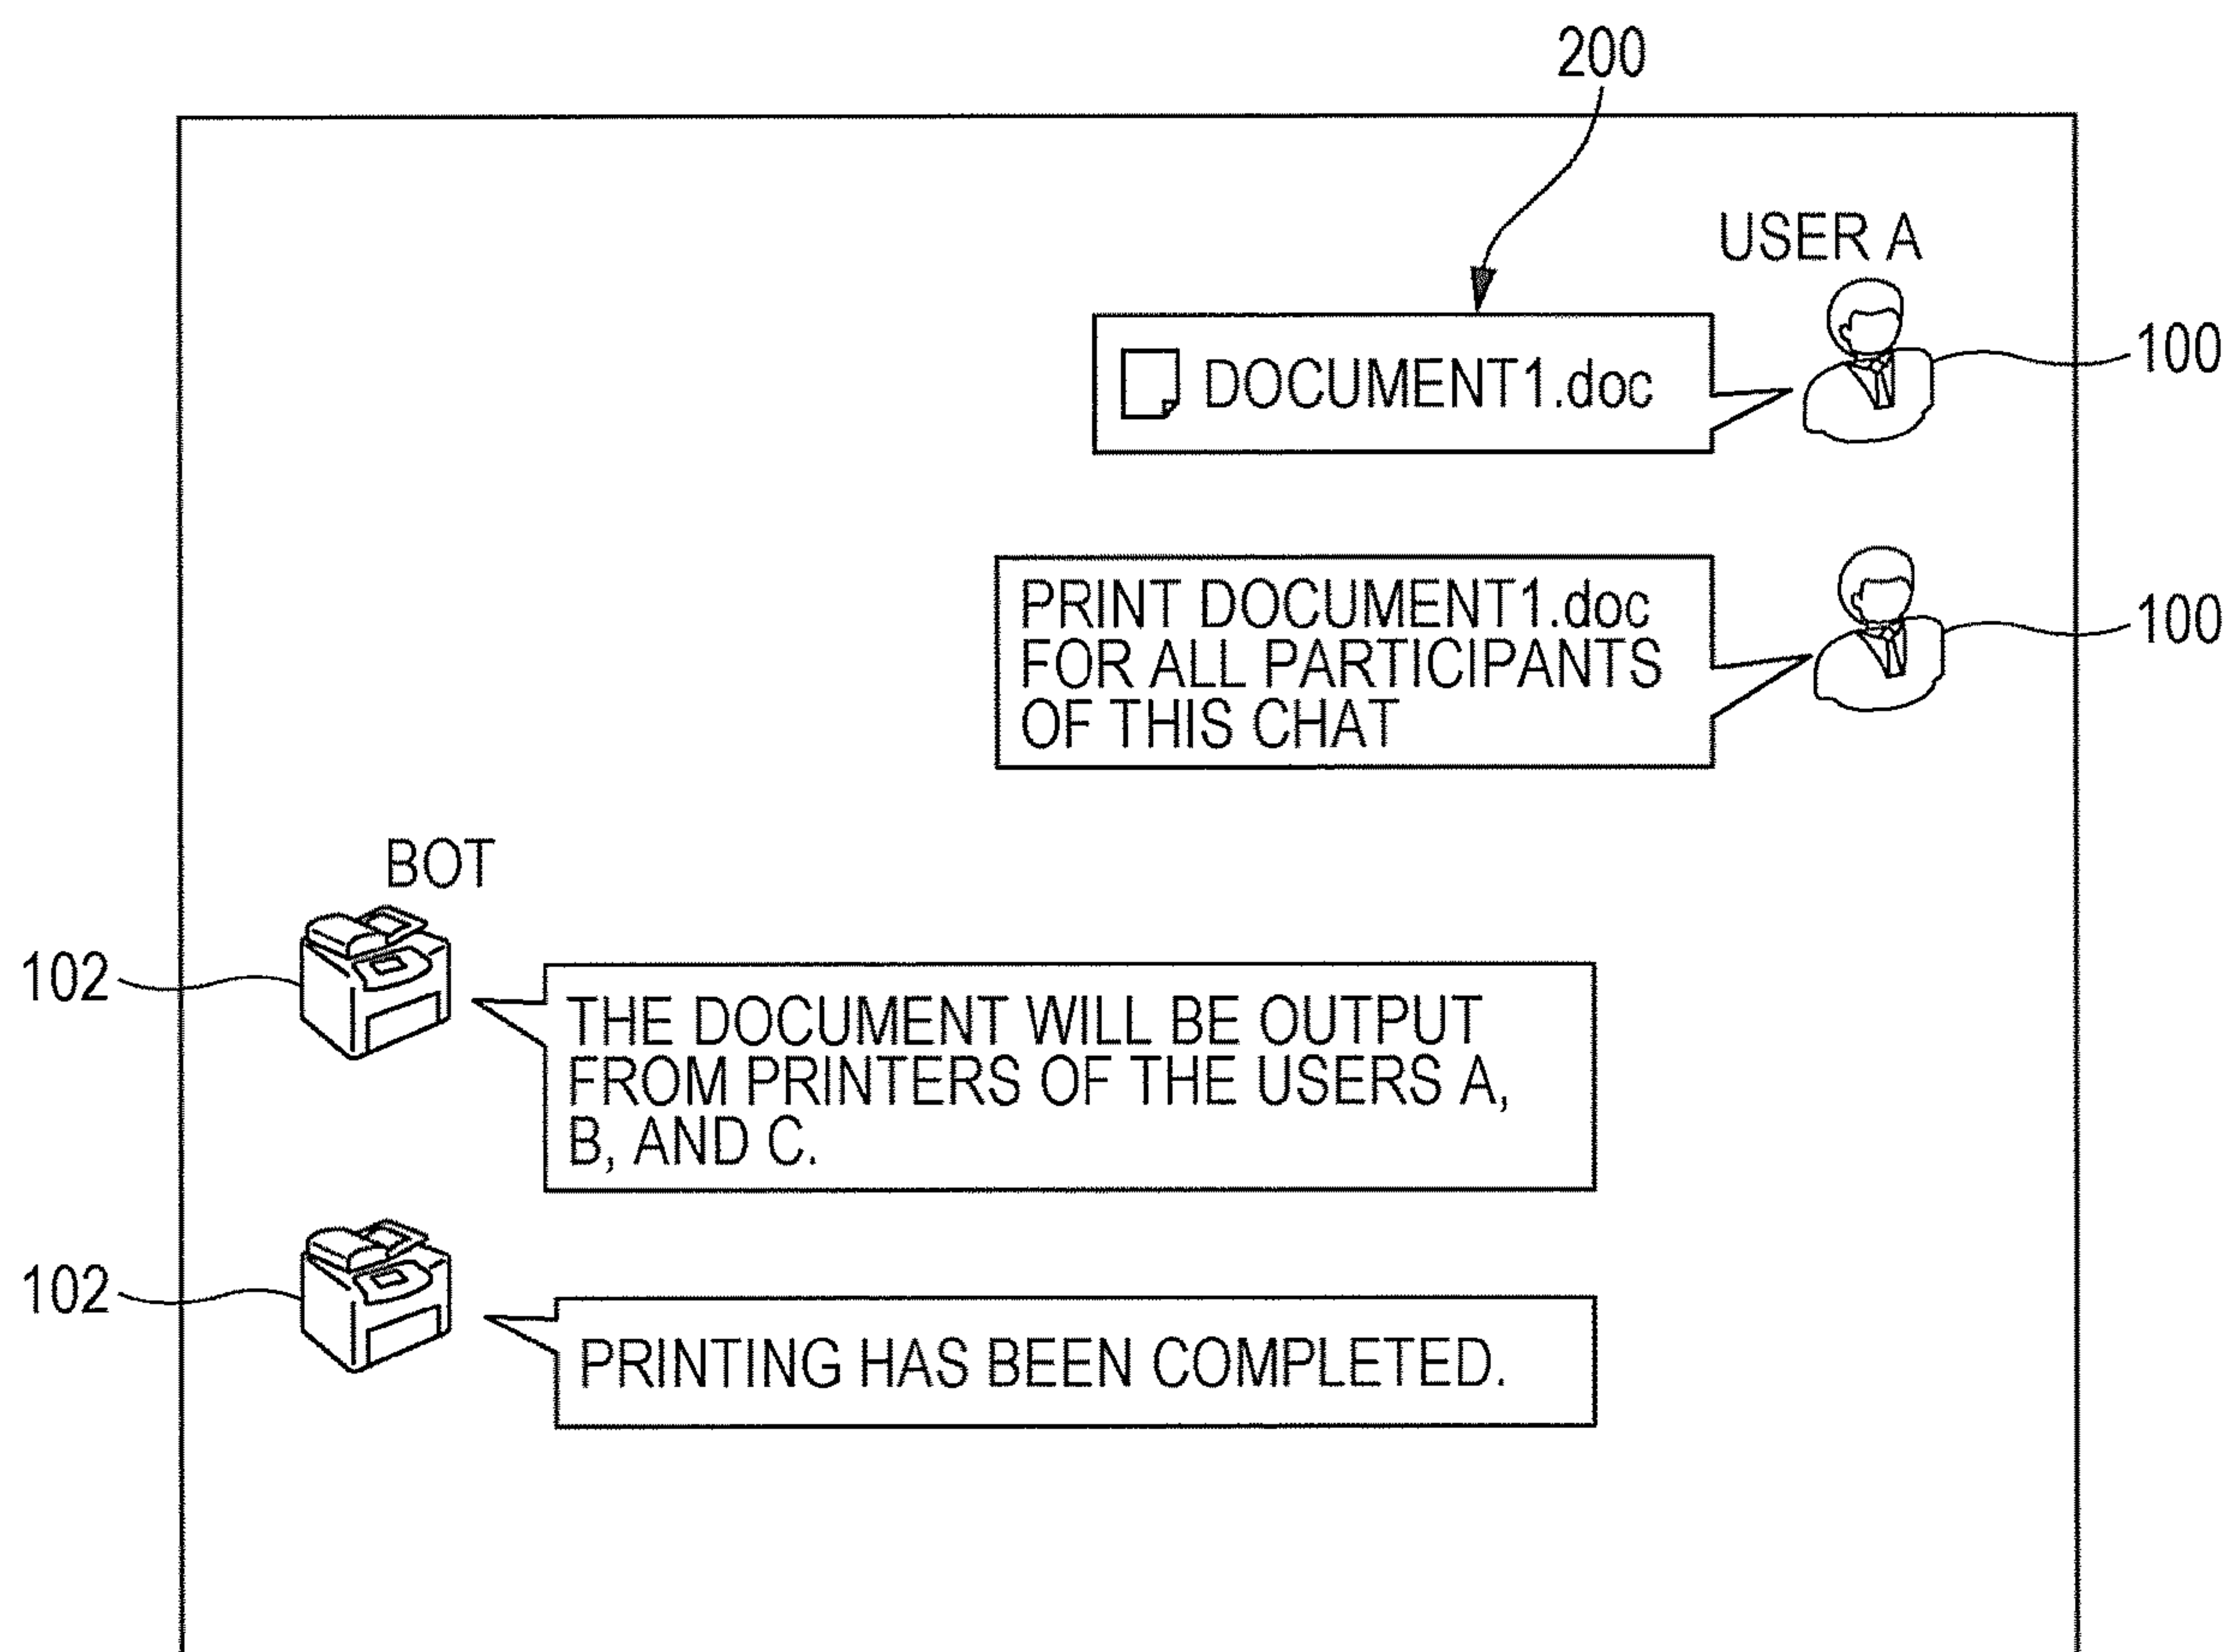 200
USER A
DOCUMENT1.doc
100
PRINT DOCUMENT1.doc
FOR ALL PARTICIPANTS
OF THIS CHAT
100
BOT
102
THE DOCUMENT WILL BE OUTPUT
FROM PRINTERS OF THE USERS A,
B, AND C.
102
PRINTING HAS BEEN COMPLETED.